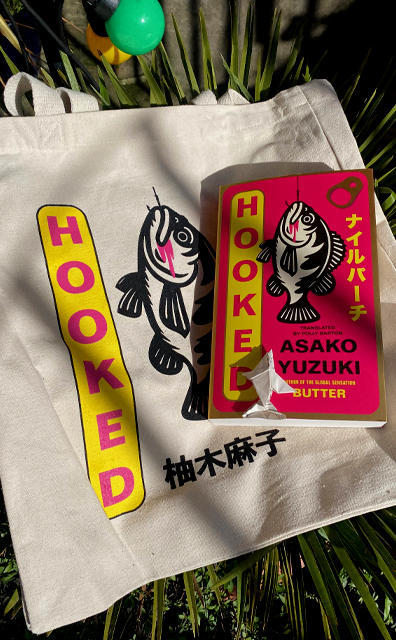 HOOKED
柚木麻子
HOOKED
ナイルパーチ
TRANSLATED
BY POLLY BARTON
ASAKO
YUZUKI
AUTHOR OF THE GLOBAL SENSATION
BUTTER